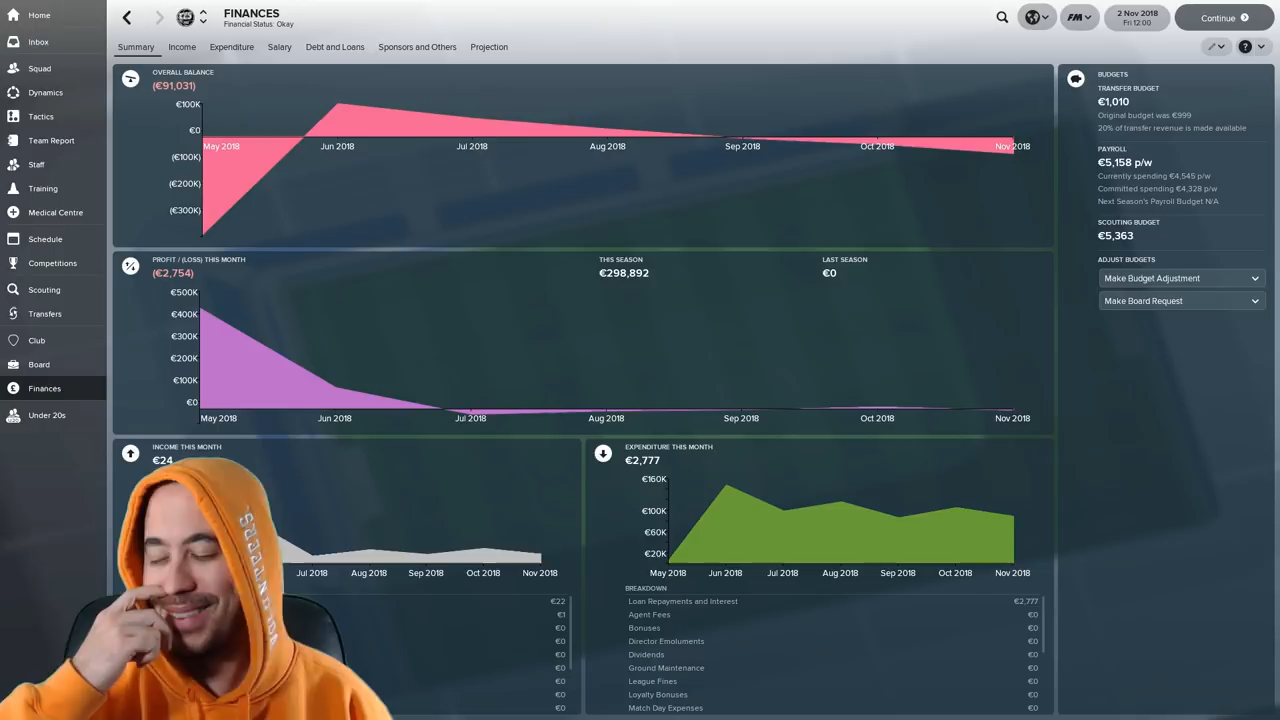 Home
Inbox
Squad
Dynamics
Tactics
Team Report
Staff
Training
Medical Centre
Schedule
Competitions
Scouting
Transfers
Club
Board
Finances
Under 20s
FINANCES
Financial Status: Okay
FM
2 Nov 2018
Fri 12:00
Continue
Summary
Income
Expenditure
Salary
Debt and Loans
Sponsors and Others
Projection
OVERALL BALANCE
(€91,031)
€100K
€0
(€100K)
(€200K)
(€300K)
May 2018
Jun 2018
Jul 2018
Aug 2018
Sep 2018
Oct 2018
Nov 2018
PROFIT / (LOSS) THIS MONTH
(€2,754)
THIS SEASON
€298,892
LAST SEASON
€0
€500K
€400K
€300K
€200K
€100K
€0
May 2018
Jun 2018
Jul 2018
Aug 2018
Sep 2018
Oct 2018
Nov 2018
INCOME THIS MONTH
€24
Jul 2018
Aug 2018
Sep 2018
Oct 2018
Nov 2018
€22
€1
€0
€0
€0
€0
€0
€0
€0
EXPENDITURE THIS MONTH
€2,777
€160K
€100K
€60K
€20K
May 2018
Jun 2018
Jul 2018
Aug 2018
Sep 2018
Oct 2018
Nov 2018
BREAKDOWN
Loan Repayments and Interest €2,777
Agent Fees €0
Bonuses €0
Director Emoluments €0
Dividends €0
Ground Maintenance €0
League Fines €0
Loyalty Bonuses €0
Match Day Expenses €0
BUDGETS
TRANSFER BUDGET
€1,010
Original budget was €999
20% of transfer revenue is made available
PAYROLL
€5,158 p/w
Currently spending €4,545 p/w
Committed spending €4,328 p/w
Next Season's Payroll Budget N/A
SCOUTING BUDGET
€5,363
ADJUST BUDGETS
Make Budget Adjustment
Make Board Request